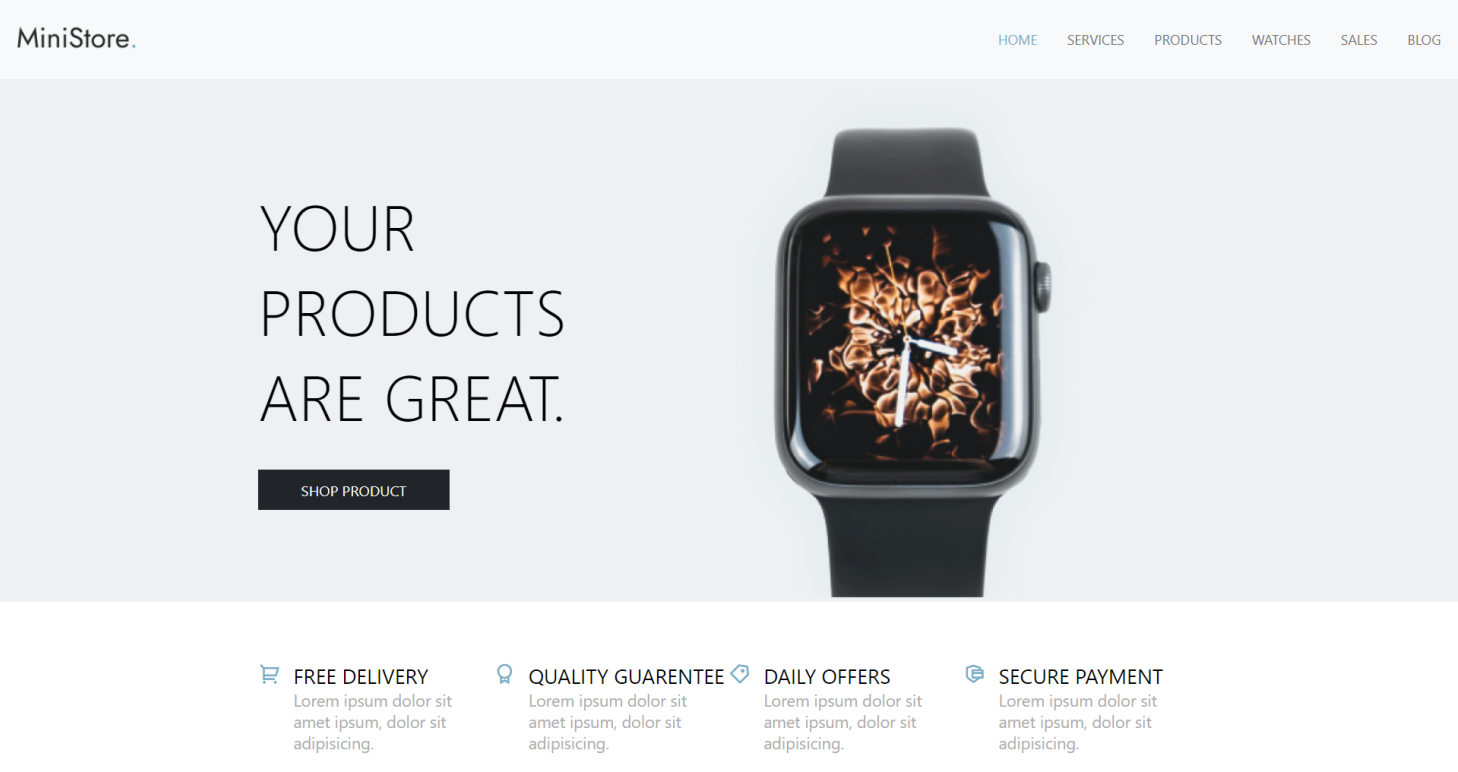 MiniStore.
HOME SERVICES PRODUCTS WATCHES SALES BLOG
YOUR
PRODUCTS
ARE GREAT.
SHOP PRODUCT
FREE DELIVERY
Lorem ipsum dolor sit
amet ipsum, dolor sit
adipisicing.
QUALITY GUARENTEE
Lorem ipsum dolor sit
amet ipsum, dolor sit
adipisicing.
DAILY OFFERS
Lorem ipsum dolor sit
amet ipsum, dolor sit
adipisicing.
SECURE PAYMENT
Lorem ipsum dolor sit
amet ipsum, dolor sit
adipisicing.